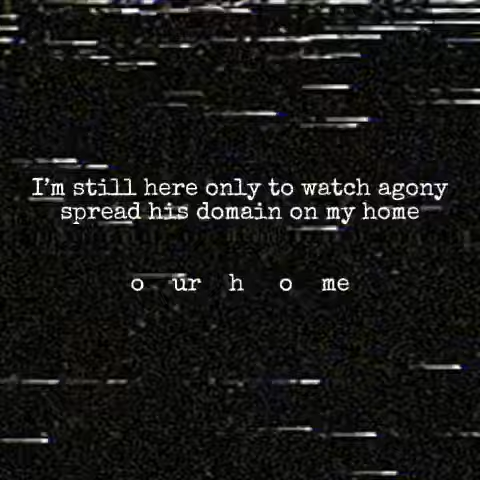 I'm still here only to watch agony
spread his domain on my home
o ur h o me